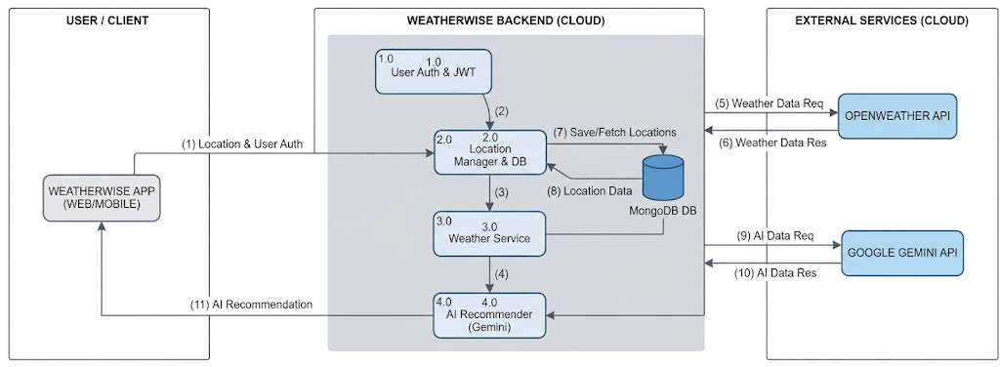 USER / CLIENT
WEATHERWISE BACKEND (CLOUD)
EXTERNAL SERVICES (CLOUD)
1.0
1.0
User Auth & JWT
(2)
(1) Location & User Auth
2.0
2.0
Location
Manager & DB
(7) Save/Fetch Locations
(8) Location Data
MongoDB DB
(3)
3.0
3.0
Weather Service
(4)
4.0
4.0
AI Recommender
(Gemini)
WEATHERWISE APP
(WEB/MOBILE)
(11) AI Recommendation
(5) Weather Data Req
OPENWEATHER API
(6) Weather Data Res
(9) AI Data Req
GOOGLE GEMINI API
(10) AI Data Res